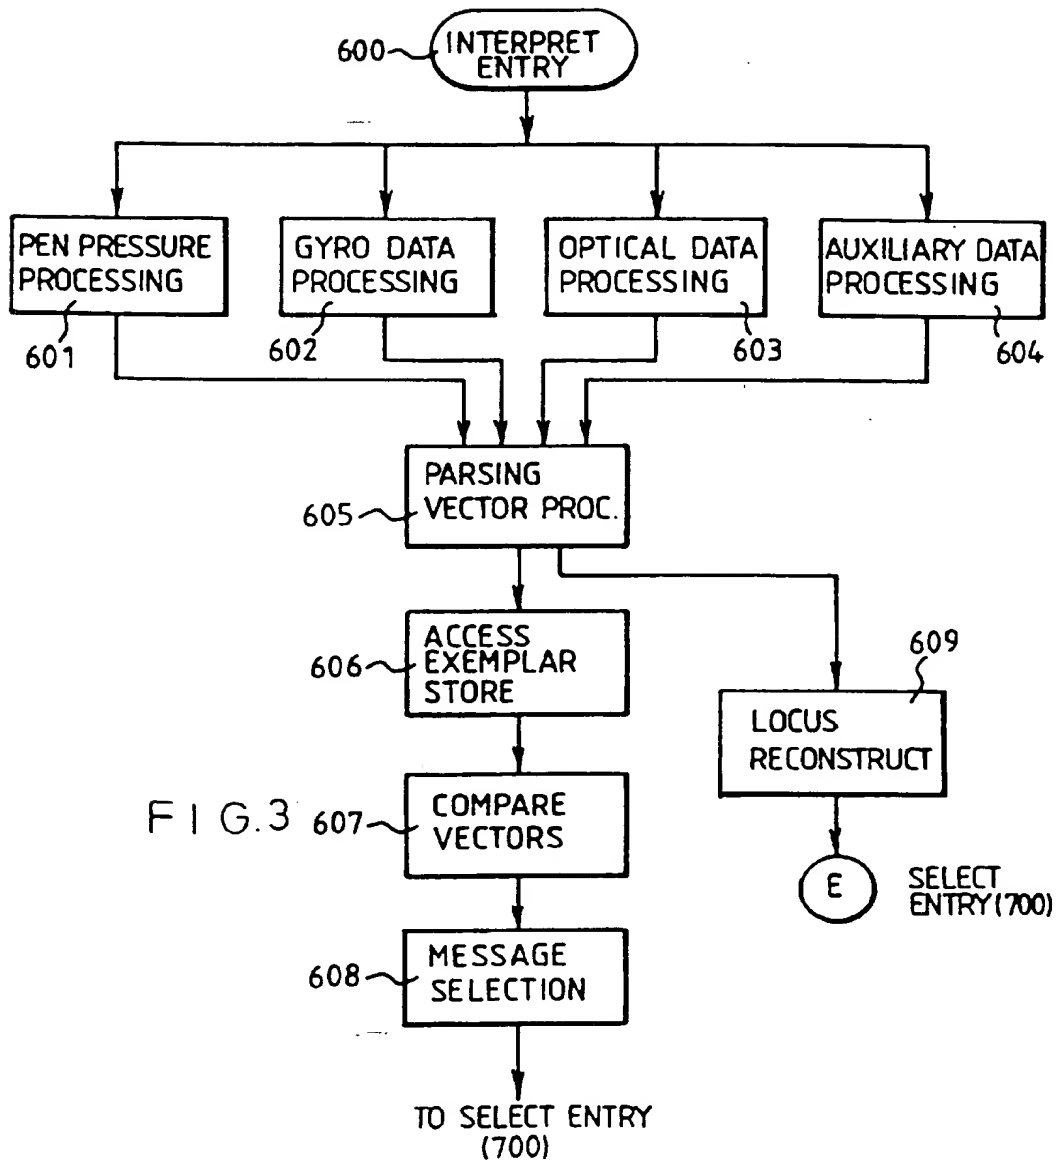 600
INTERPRET
ENTRY
PEN PRESSURE
PROCESSING
601
GYRO DATA
PROCESSING
602
OPTICAL DATA
PROCESSING
603
AUXILIARY DATA
PROCESSING
604
PARSING
VECTOR PROC.
605
ACCESS
EXEMPLAR
STORE
606
609
LOCUS
RECONSTRUCT
FIG.3
COMPARE
VECTORS
607
E
SELECT
ENTRY(700)
MESSAGE
SELECTION
608
TO SELECT ENTRY
(700)